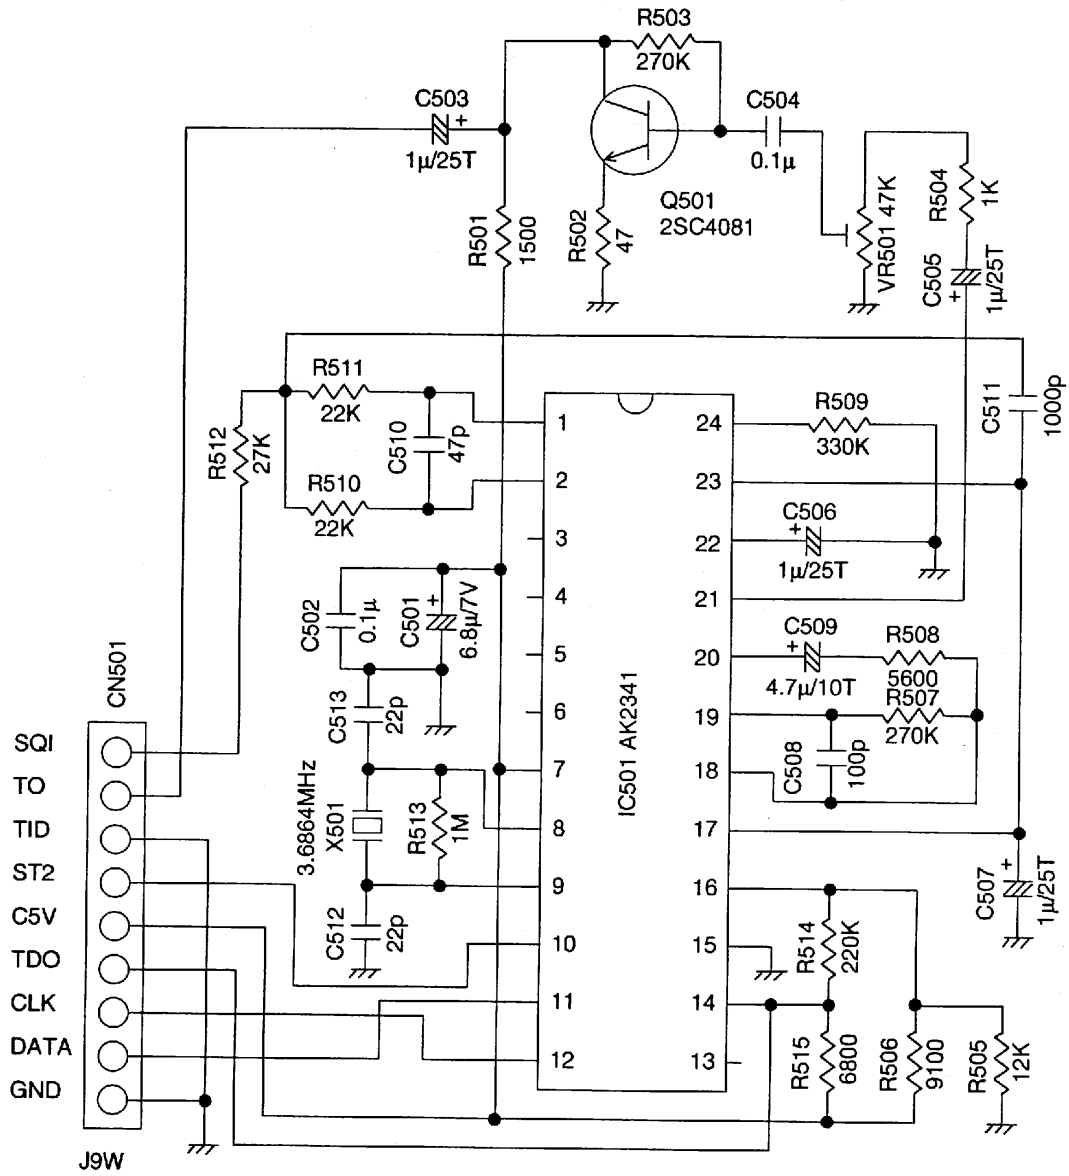 R503
270K
C503
+
1μ/25T
C504
0.1μ
Q501
2SC4081
R501
1500
R502
47
VR501 47K
R504
1K
C505
+
1μ/25T
R511
22K
R512
27K
C510
47p
R510
22K
C511
1000p
R509
330K
C506
+
1μ/25T
C502
0.1μ
C501
+
6.8μ/7V
C513
22p
C509
+
4.7μ/10T
R508
5600
R507
270K
C508
100p
3.6864MHz
X501
R513
1M
C512
22p
IC501 AK2341
1
2
3
4
5
6
7
8
9
10
11
12
24
23
22
21
20
19
18
17
16
15
14
13
C507
+
1μ/25T
R514
220K
R515
6800
R506
9100
R505
12K
CN501
SQI
TO
TID
ST2
C5V
TDO
CLK
DATA
GND
J9W